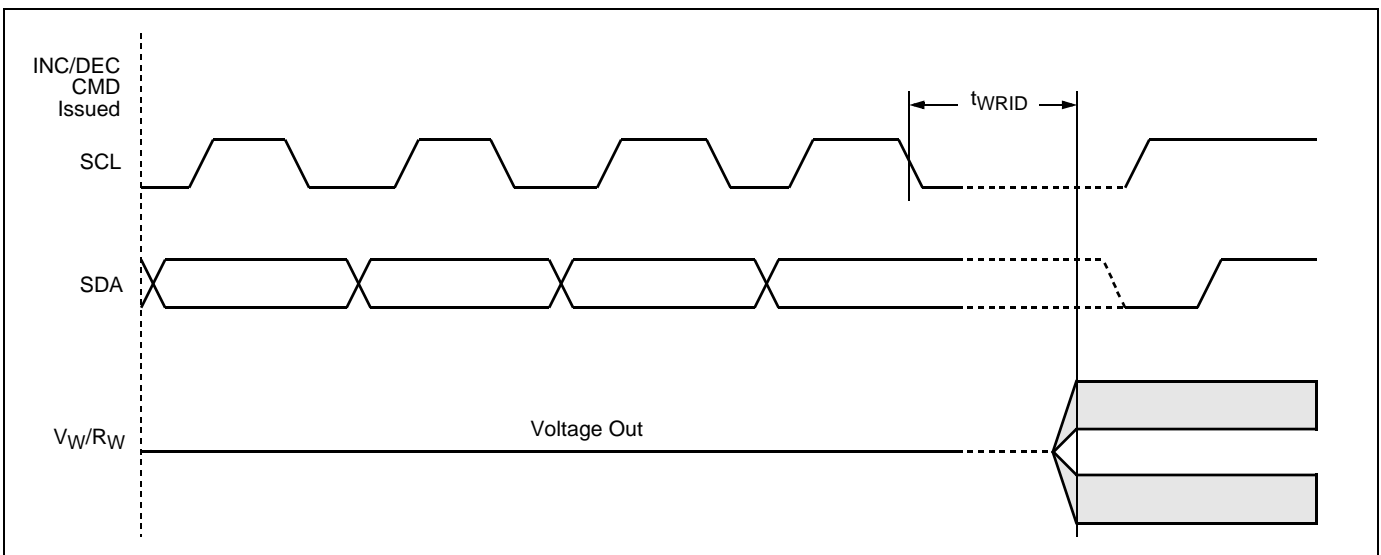 INC/DEC
CMD
Issued
tWRID
SCL
SDA
Voltage Out
VW/RW